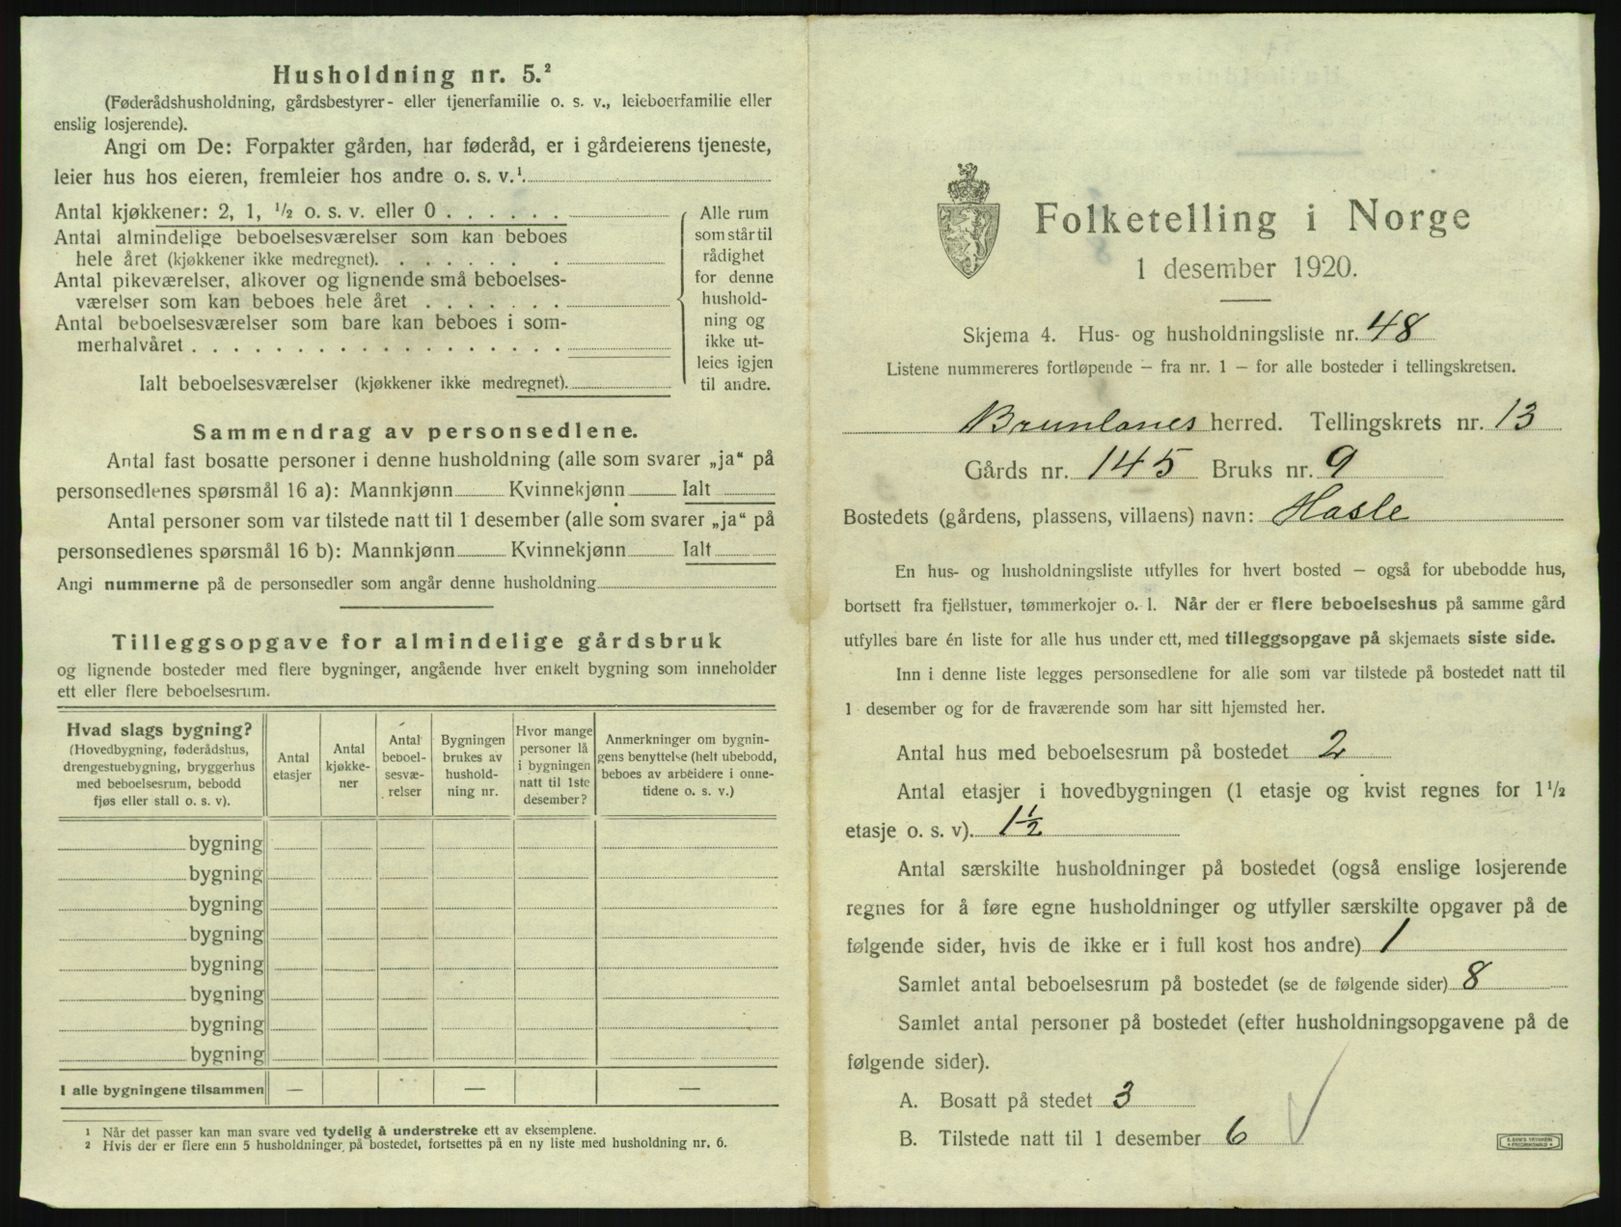 Husholdning nr. 5.²
(Føderådshusholdning, gårdsbestyrer- eller tjenerfamilie o. s. v., leieboerfamilie eller
enslig losjerende).
Angi om De: Forpakter gården, har føderåd, er i gårdeierens tjeneste,
leier hus hos eieren, fremleier hos andre o. s. v.¹.
Antal kjøkkener: 2, 1, ½ o. s. v. eller 0
Antal almindelige beboelsesværelser som kan beboes
hele året (kjøkkener ikke medregnet).
Antal pikeværelser, alkover og lignende små beboelses-
værelser som kan beboes hele året
Antal beboelsesværelser som bare kan beboes i som-
merhalvåret
Ialt beboelsesværelser (kjøkkener ikke medregnet).
Alle rum
som står til
rådighet
for denne
hushold-
ning og
ikke ut-
leies igjen
til andre.
Sammendrag av personsedlene.
Antal fast bosatte personer i denne husholdning (alle som svarer „ja“ på
personsedlenes spørsmål 16 a): Mannkjønn Kvinnekjønn Ialt
Antal personer som var tilstede natt til 1 desember (alle som svarer „ja“ på
personsedlenes spørsmål 16 b): Mannkjønn Kvinnekjønn Ialt
Angi nummerne på de personsedler som angår denne husholdning
Tilleggsopgave for almindelige gårdsbruk
og lignende bosteder med flere bygninger, angående hver enkelt bygning som inneholder
ett eller flere beboelsesrum.
Hvad slags bygning?
(Hovedbygning, føderådshus,
drengestuebygning, bryggerhus
med beboelsesrum, bebodd
fjøs eller stall o. s. v).
Antal
etasjer
Antal
kjøkke-
ner
Antal
beboel-
sesvæ-
relser
Bygningen
brukes av
hushold-
ning nr.
Hvor mange
personer lå
i bygningen
natt til 1ste
desember?
Anmerkninger om bygnin-
gens benyttelse (helt ubebodd,
beboes av arbeidere i onne-
tidene o. s. v.)
bygning
bygning
bygning
bygning
bygning
bygning
bygning
bygning
I alle bygningene tilsammen — — —
1 Når det passer kan man svare ved tydelig å understreke ett av eksemplene.
2 Hvis der er flere enn 5 husholdninger på bostedet, fortsettes på en ny liste med husholdning nr. 6.
Folketelling i Norge
1 desember 1920.
Skjema 4. Hus- og husholdningsliste nr. 48
Listene nummereres fortløpende – fra nr. 1 – for alle bosteder i tellingskretsen.
Brunlanes herred. Tellingskrets nr. 13
Gårds nr. 145 Bruks nr. 9
Bostedets (gårdens, plassens, villaens) navn: Hasle
En hus- og husholdningsliste utfylles for hvert bosted – også for ubebodde hus,
bortsett fra fjellstuer, tømmerkojer o. l. Når der er flere beboelseshus på samme gård
utfylles bare én liste for alle hus under ett, med tilleggsopgave på skjemaets siste side.
Inn i denne liste legges personsedlene for alle som var tilstede på bostedet natt til
1 desember og for de fraværende som har sitt hjemsted her.
Antal hus med beboelsesrum på bostedet 2
Antal etasjer i hovedbygningen (1 etasje og kvist regnes for 1½
etasje o. s. v). 1½
Antal særskilte husholdninger på bostedet (også enslige losjerende
regnes for å føre egne husholdninger og utfyller særskilte opgaver på de
følgende sider, hvis de ikke er i full kost hos andre) 1
Samlet antal beboelsesrum på bostedet (se de følgende sider) 8
Samlet antal personer på bostedet (efter husholdningsopgavene på de
følgende sider).
A. Bosatt på stedet 3
B. Tilstede natt til 1 desember 6